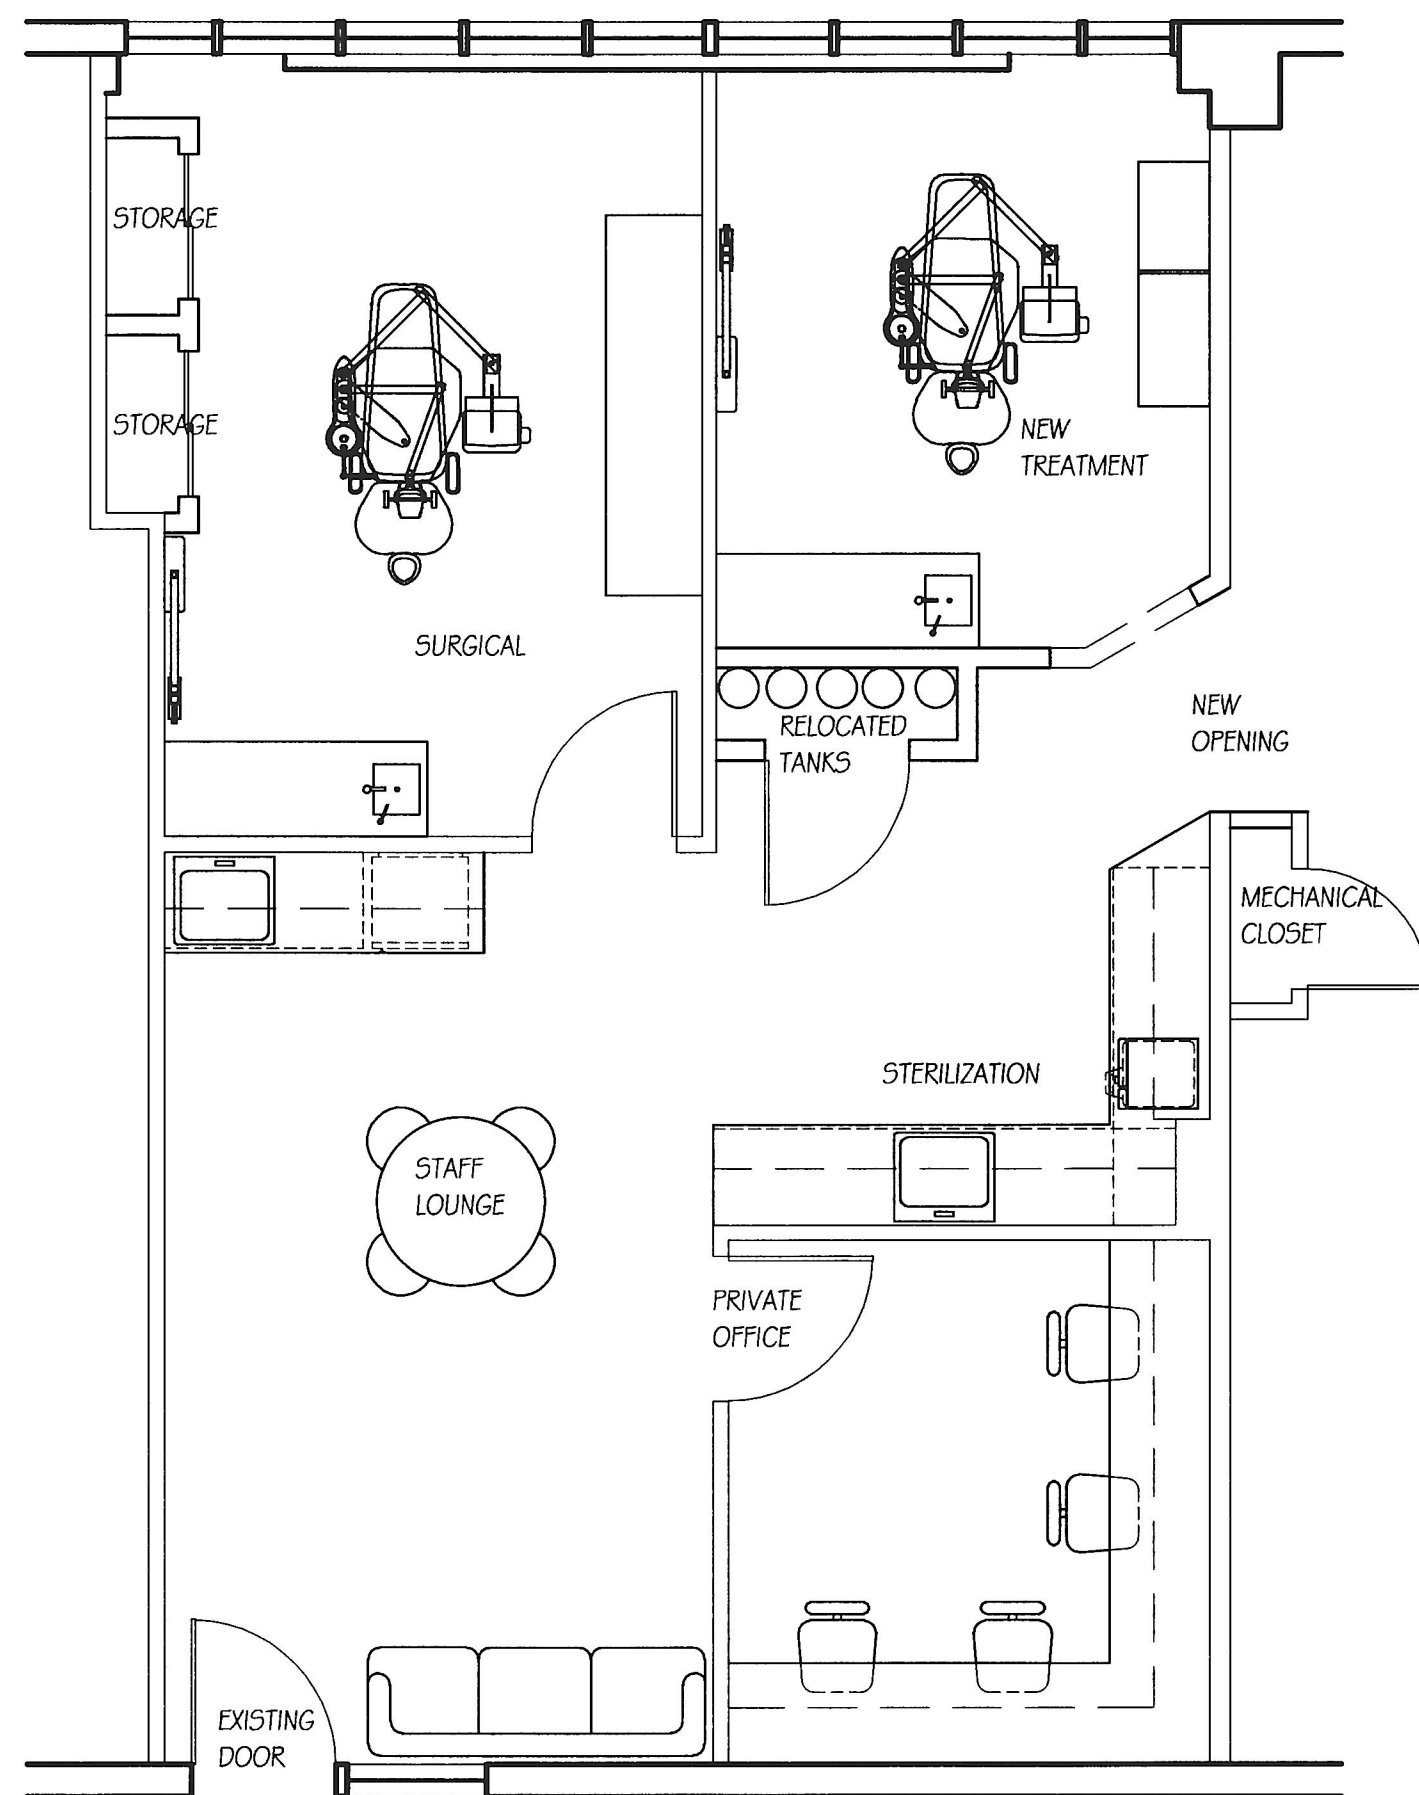 STORAGE
STORAGE
NEW
TREATMENT
SURGICAL
NEW
OPENING
RELOCATED
TANKS
MECHANICAL
CLOSET
STERILIZATION
STAFF
LOUNGE
PRIVATE
OFFICE
EXISTING
DOOR